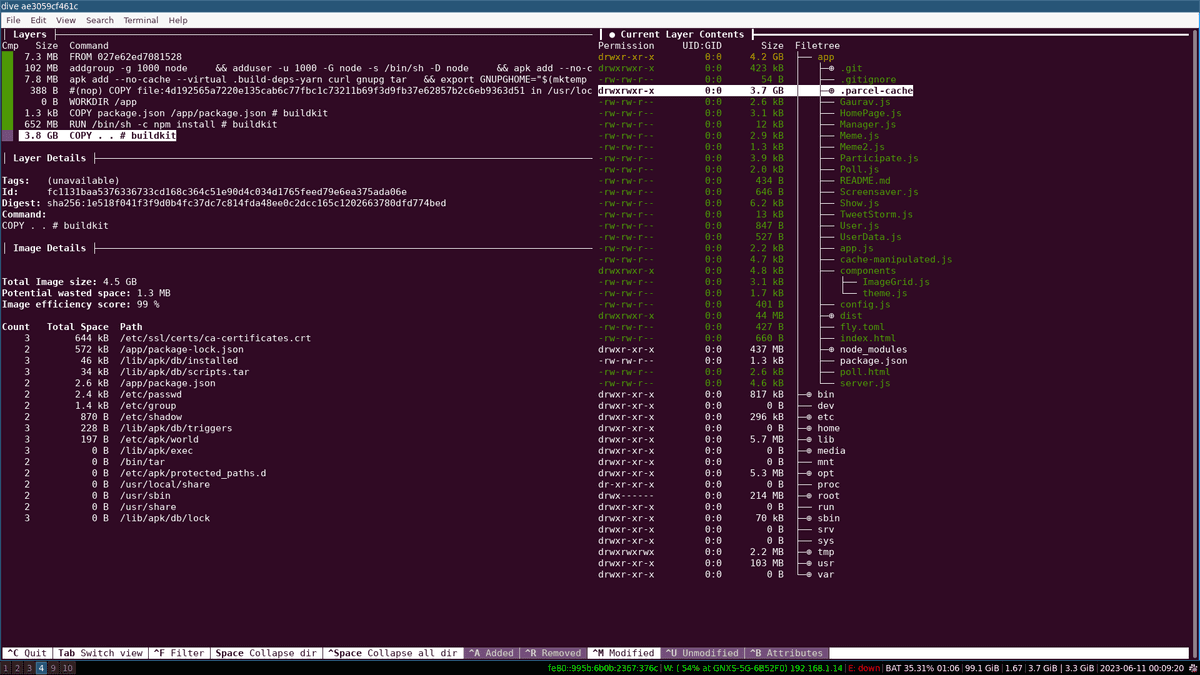 dive ae3059cf461c
File Edit View Search Terminal Help
Layers
Cmp Size Command
7.3 MB FROM 027e62ed7081528
102 MB addgroup -g 1000 node && adduser -u 1000 -G node -s /bin/sh -D node && apk add --no-c
7.8 MB apk add --no-cache --virtual .build-deps-yarn curl gnupg tar && export GNUPGHOME="$(mktemp
388 B #(nop) COPY file:4d192565a7220e135cab6c77fbc1c73211b69f3d9fb37e62857b2c6eb9363d51 in /usr/loc
0 B WORKDIR /app
1.3 kB COPY package.json /app/package.json # buildkit
652 MB RUN /bin/sh -c npm install # buildkit
3.8 GB COPY . . # buildkit
Layer Details
Tags: (unavailable)
Id: fc1131baa5376336733cd168c364c51e90d4c034d1765feed79e6ea375ada06e
Digest: sha256:1e518f041f3f9d0b4fc37dc7c814fda48ee0c2dcc165c1202663780dfd774bed
Command:
COPY . . # buildkit
Image Details
Total Image size: 4.5 GB
Potential wasted space: 1.3 MB
Image efficiency score: 99 %
Count Total Space Path
3 644 kB /etc/ssl/certs/ca-certificates.crt
2 572 kB /app/package-lock.json
3 46 kB /lib/apk/db/installed
3 34 kB /lib/apk/db/scripts.tar
2 2.6 kB /app/package.json
2 2.4 kB /etc/passwd
2 1.4 kB /etc/group
2 870 B /etc/shadow
3 228 B /lib/apk/db/triggers
3 197 B /etc/apk/world
3 0 B /lib/apk/exec
2 0 B /bin/tar
2 0 B /etc/apk/protected_paths.d
2 0 B /usr/local/share
2 0 B /usr/sbin
2 0 B /usr/share
3 0 B /lib/apk/db/lock
● Current Layer Contents
Permission UID:GID Size Filetree
drwxr-xr-x 0:0 4.2 GB app
drwxrwxr-x 0:0 423 kB .git
-rw-rw-r-- 0:0 54 B .gitignore
drwxrwxr-x 0:0 3.7 GB .parcel-cache
-rw-rw-r-- 0:0 2.6 kB Gaurav.js
-rw-rw-r-- 0:0 3.1 kB HomePage.js
-rw-rw-r-- 0:0 12 kB Manager.js
-rw-rw-r-- 0:0 2.9 kB Meme.js
-rw-rw-r-- 0:0 1.3 kB Meme2.js
-rw-rw-r-- 0:0 3.9 kB Participate.js
-rw-rw-r-- 0:0 2.0 kB Poll.js
-rw-rw-r-- 0:0 434 B README.md
-rw-rw-r-- 0:0 646 B Screensaver.js
-rw-rw-r-- 0:0 6.2 kB Show.js
-rw-rw-r-- 0:0 13 kB TweetStorm.js
-rw-rw-r-- 0:0 847 B User.js
-rw-rw-r-- 0:0 527 B UserData.js
-rw-rw-r-- 0:0 2.2 kB app.js
-rw-rw-r-- 0:0 4.7 kB cache-manipulated.js
drwxrwxr-x 0:0 4.8 kB components
-rw-rw-r-- 0:0 3.1 kB ImageGrid.js
-rw-rw-r-- 0:0 1.7 kB theme.js
-rw-rw-r-- 0:0 401 B config.js
drwxrwxr-x 0:0 44 MB dist
-rw-rw-r-- 0:0 427 B fly.toml
-rw-rw-r-- 0:0 660 B index.html
drwxr-xr-x 0:0 437 MB node_modules
-rw-rw-r-- 0:0 1.3 kB package.json
-rw-rw-r-- 0:0 2.6 kB poll.html
-rw-rw-r-- 0:0 4.6 kB server.js
drwxr-xr-x 0:0 817 kB bin
drwxr-xr-x 0:0 0 B dev
drwxr-xr-x 0:0 296 kB etc
drwxr-xr-x 0:0 0 B home
drwxr-xr-x 0:0 5.7 MB lib
drwxr-xr-x 0:0 0 B media
drwxr-xr-x 0:0 0 B mnt
drwxr-xr-x 0:0 5.3 MB opt
dr-xr-xr-x 0:0 0 B proc
drwx------ 0:0 214 MB root
drwxr-xr-x 0:0 0 B run
drwxr-xr-x 0:0 70 kB sbin
drwxr-xr-x 0:0 0 B srv
drwxr-xr-x 0:0 0 B sys
drwxrwxrwx 0:0 2.2 MB tmp
drwxr-xr-x 0:0 103 MB usr
drwxr-xr-x 0:0 0 B var
^C Quit Tab Switch view ^F Filter Space Collapse dir ^Space Collapse all dir ^A Added ^R Removed ^M Modified ^U Unmodified ^B Attributes
1 2 3 4 9 10 fe80::995b:6b0b:2367:376c | W: ( 54% at GNXS-5G-6B52F0) 192.168.1.14 | E: down | BAT 35.31% 01:06 | 99.1 GiB | 1.67 | 3.7 GiB | 3.3 GiB | 2023-06-11 00:09:20